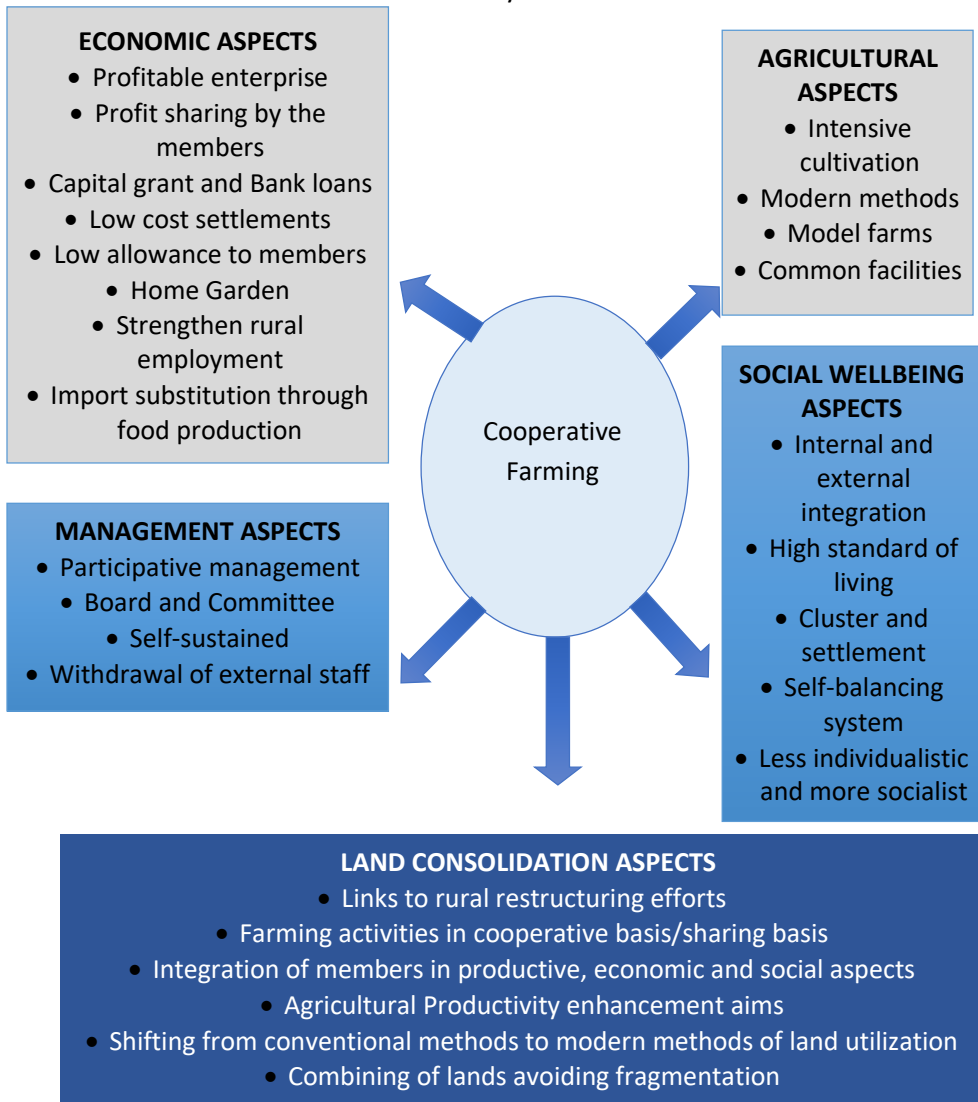 ECONOMIC ASPECTS
• Profitable enterprise
• Profit sharing by the
members
• Capital grant and Bank loans
• Low cost settlements
• Low allowance to members
• Home Garden
• Strengthen rural
employment
• Import substitution through
food production
AGRICULTURAL
ASPECTS
• Intensive
cultivation
• Modern methods
• Model farms
• Common facilities
Cooperative
Farming
SOCIAL WELLBEING
ASPECTS
• Internal and
external
integration
• High standard of
living
• Cluster and
settlement
• Self-balancing
system
• Less individualistic
and more socialist
MANAGEMENT ASPECTS
• Participative management
• Board and Committee
• Self-sustained
• Withdrawal of external staff
LAND CONSOLIDATION ASPECTS
• Links to rural restructuring efforts
• Farming activities in cooperative basis/sharing basis
• Integration of members in productive, economic and social aspects
• Agricultural Productivity enhancement aims
• Shifting from conventional methods to modern methods of land utilization
• Combining of lands avoiding fragmentation